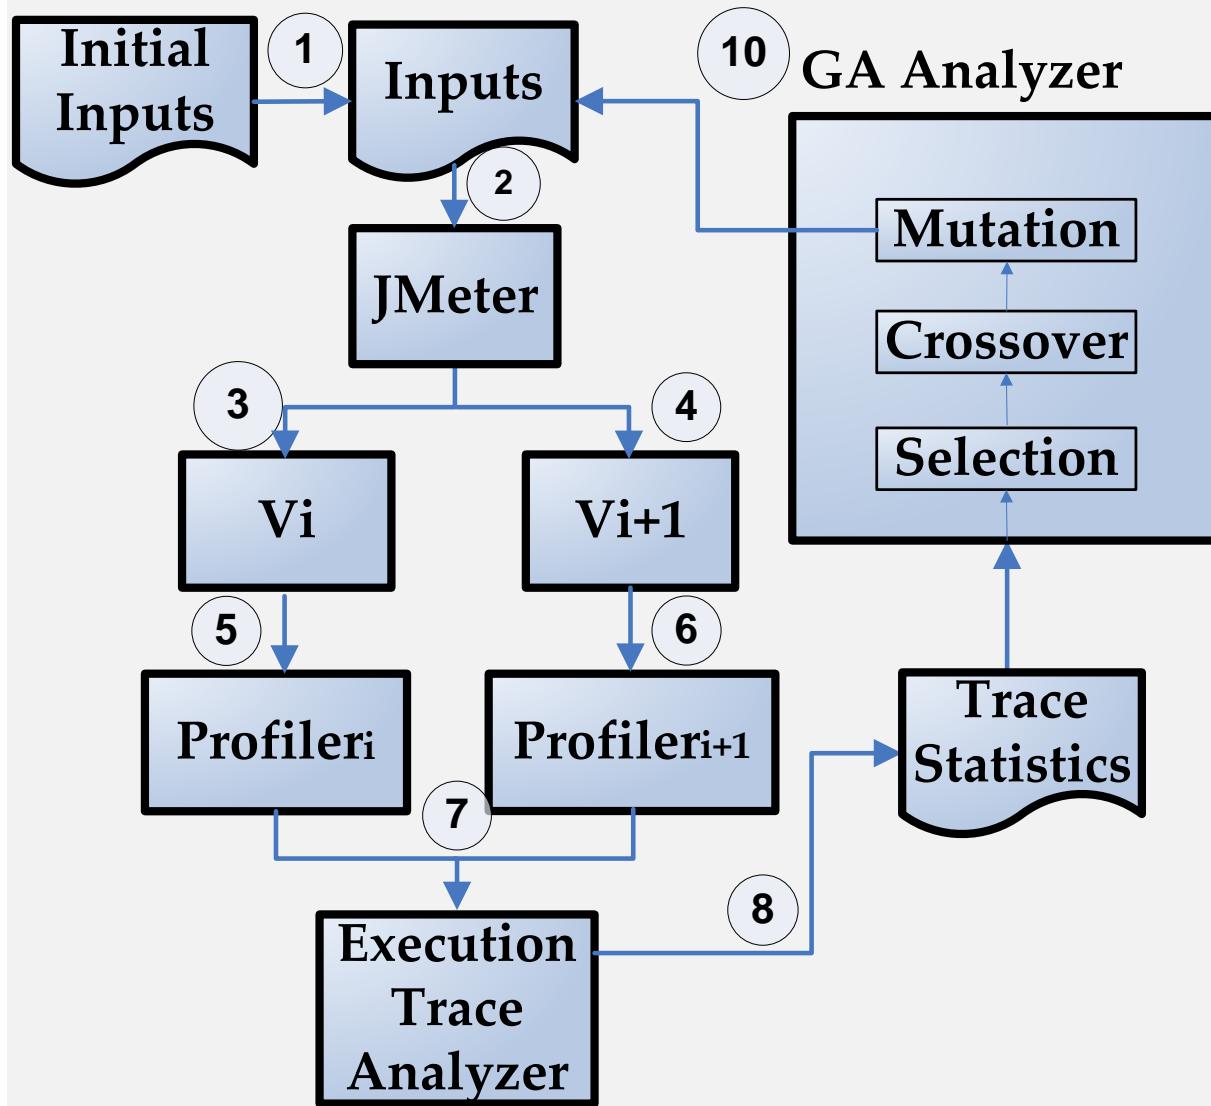 Initial
Inputs
1
Inputs
10
GA Analyzer
2
Mutation
JMeter
Crossover
3
4
Selection
Vi
Vi+1
5
6
Profileri
Profileri+1
Trace
Statistics
7
8
Execution
Trace
Analyzer